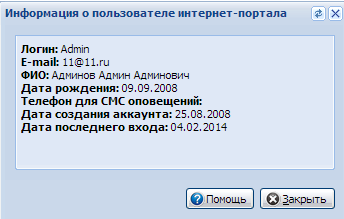 Информация о пользователе интернет-портала
Логин: Admin
E-mail: 11@11.ru
ФИО: Админов Админ Админович
Дата рождения: 09.09.2008
Телефон для СМС оповещений:
Дата создания аккаунта: 25.08.2008
Дата последнего входа: 04.02.2014
Помощь
Закрыть